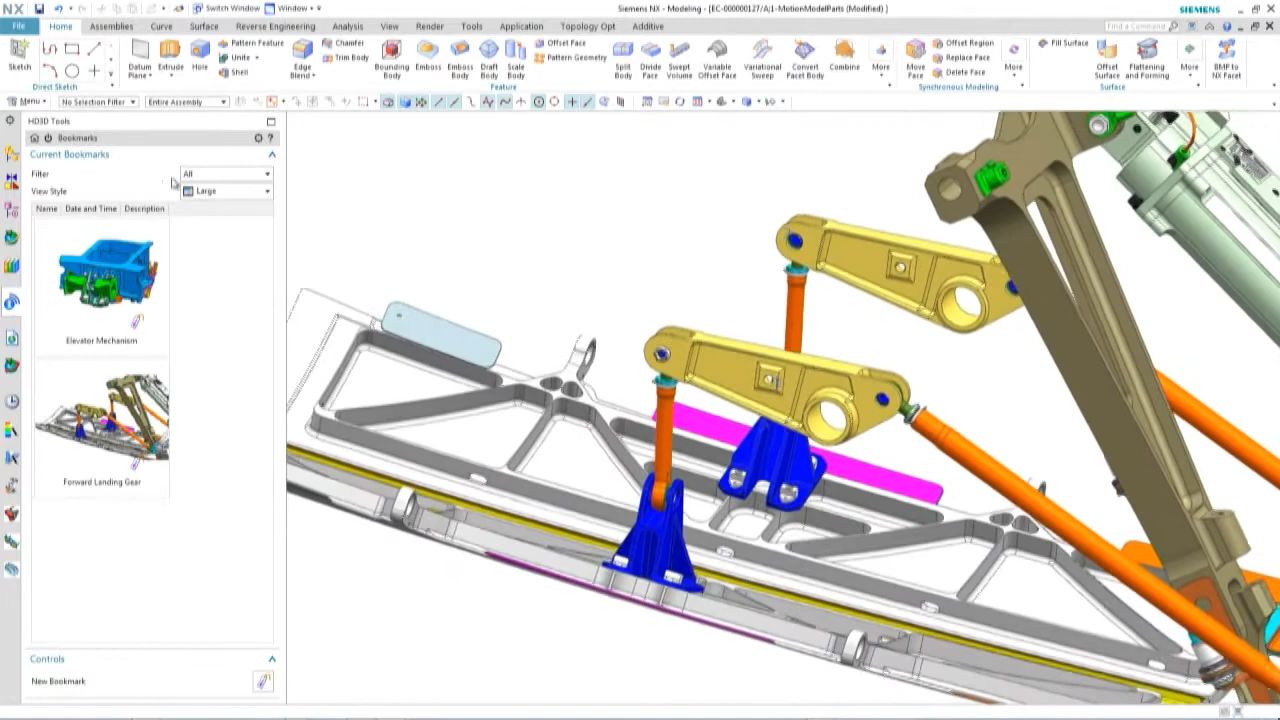 NX
Switch Window
Window
Siemens NX - Modeling - [EC-000000127/A;1-MotionModelParts (Modified) ]
SIEMENS
File
Home
Assemblies
Curve
Surface
Reverse Engineering
Analysis
View
Render
Tools
Application
Topology Opt
Additive
Find a Command
Sketch
Direct Sketch
Datum Plane
Extrude
Hole
Pattern Feature
Unite
Shell
Edge Blend
Chamfer
Trim Body
Bounding Body
Emboss
Emboss Body
Draft Body
Scale Body
Offset Face
Pattern Geometry
Split Body
Divide Face
Swept Volume
Variable Offset Face
Variational Sweep
Convert Facet Body
Combine
More
Feature
Move Face
Offset Region
Replace Face
Delete Face
More
Synchronous Modeling
Fill Surface
Offset Surface
Flattening and Forming
More
Surface
BMP to NX Facet
Menu
No Selection Filter
Entire Assembly
HD3D Tools
Bookmarks
Current Bookmarks
Filter
All
View Style
Large
Name
Date and Time
Description
Elevator Mechanism
Forward Landing Gear
Controls
New Bookmark